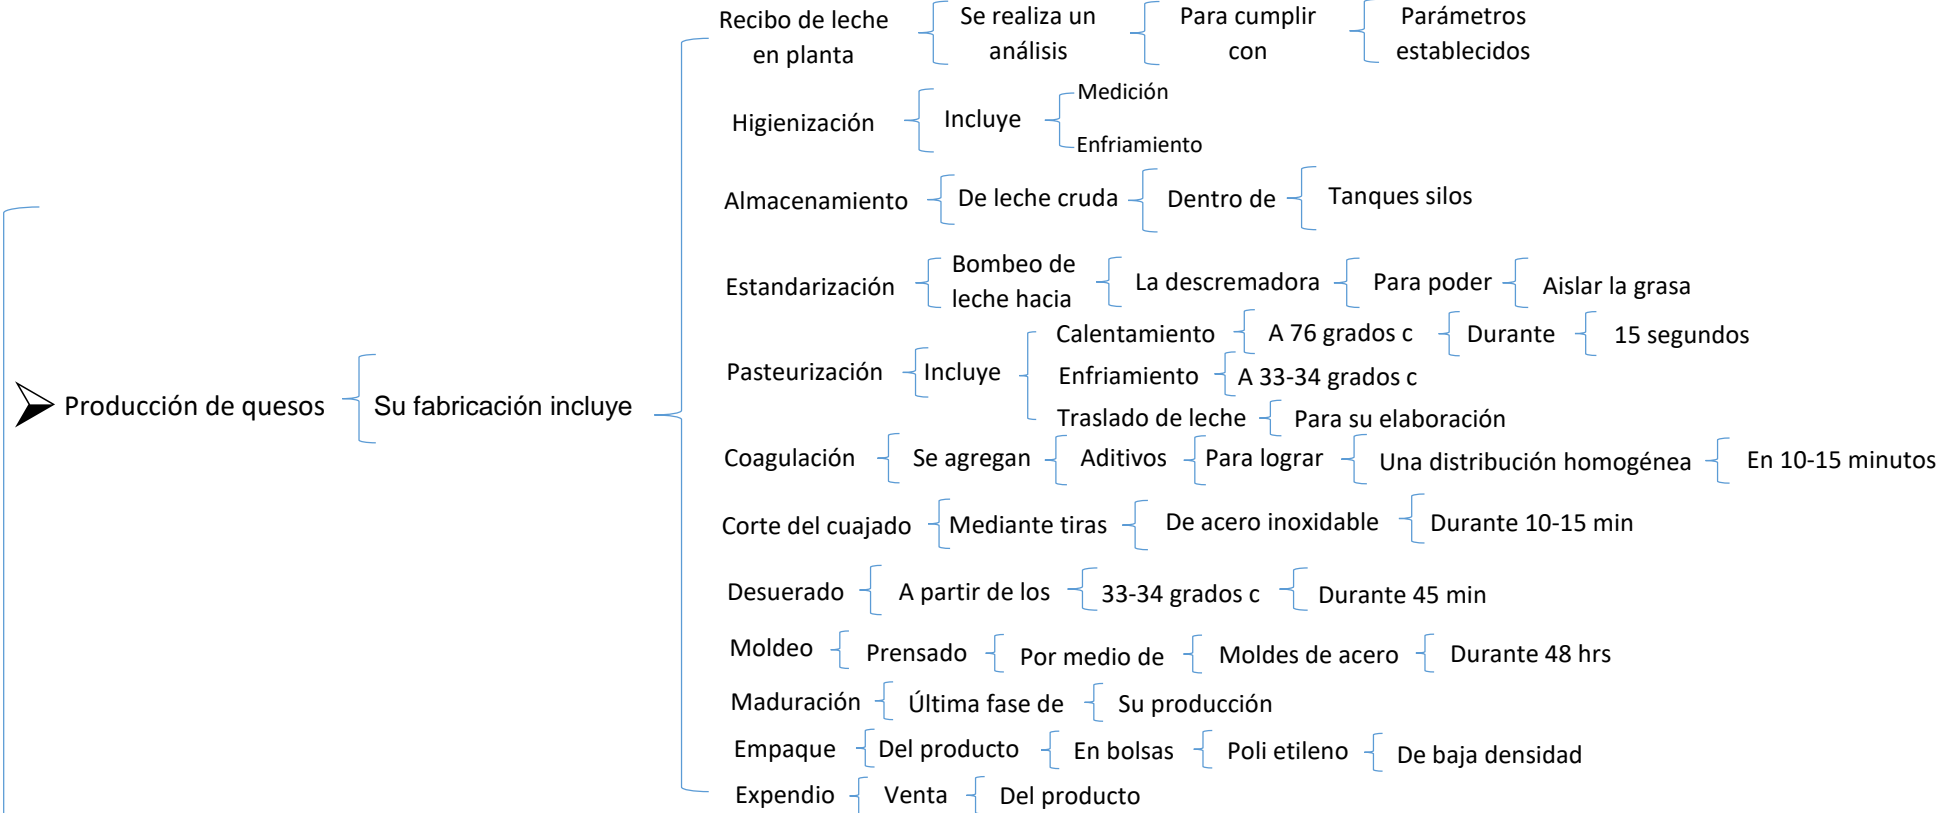 Recibo de leche
en planta
Se realiza un
análisis
Para cumplir
con
Parámetros
establecidos
Higienización
Incluye
Medición
Enfriamiento
Almacenamiento
De leche cruda
Dentro de
Tanques silos
Estandarización
Bombeo de
leche hacia
La descremadora
Para poder
Aislar la grasa
Producción de quesos
Su fabricación incluye
Pasteurización
Incluye
Calentamiento
A 76 grados c
Durante
15 segundos
Enfriamiento
A 33-34 grados c
Traslado de leche
Para su elaboración
Coagulación
Se agregan
Aditivos
Para lograr
Una distribución homogénea
En 10-15 minutos
Corte del cuajado
Mediante tiras
De acero inoxidable
Durante 10-15 min
Desuerado
A partir de los
33-34 grados c
Durante 45 min
Moldeo
Prensado
Por medio de
Moldes de acero
Durante 48 hrs
Maduración
Última fase de
Su producción
Empaque
Del producto
En bolsas
Poli etileno
De baja densidad
Expendio
Venta
Del producto